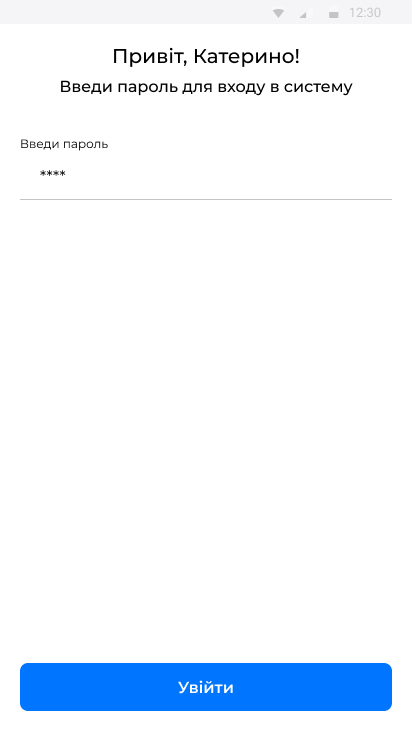 12:30
Привіт, Катерино!
Введи пароль для входу в систему
Введи пароль
****
Увійти